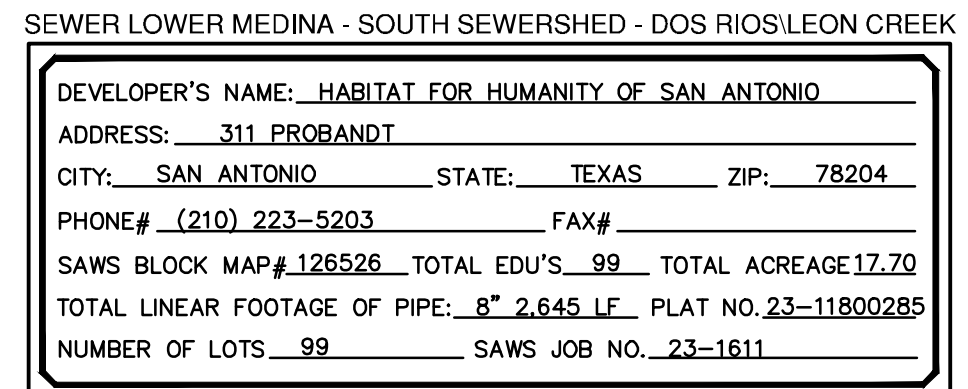 SEWER LOWER MEDINA - SOUTH SEWERSHED - DOS RIOS\LEON CREEK
DEVELOPER'S NAME: HABITAT FOR HUMANITY OF SAN ANTONIO
ADDRESS: 311 PROBANDT
CITY: SAN ANTONIO STATE: TEXAS ZIP: 78204
PHONE# (210) 223-5203 FAX#
SAWS BLOCK MAP# 126526 TOTAL EDU'S 99 TOTAL ACREAGE 17.70
TOTAL LINEAR FOOTAGE OF PIPE: 8" 2,645 LF PLAT NO. 23-11800285
NUMBER OF LOTS 99 SAWS JOB NO. 23-1611